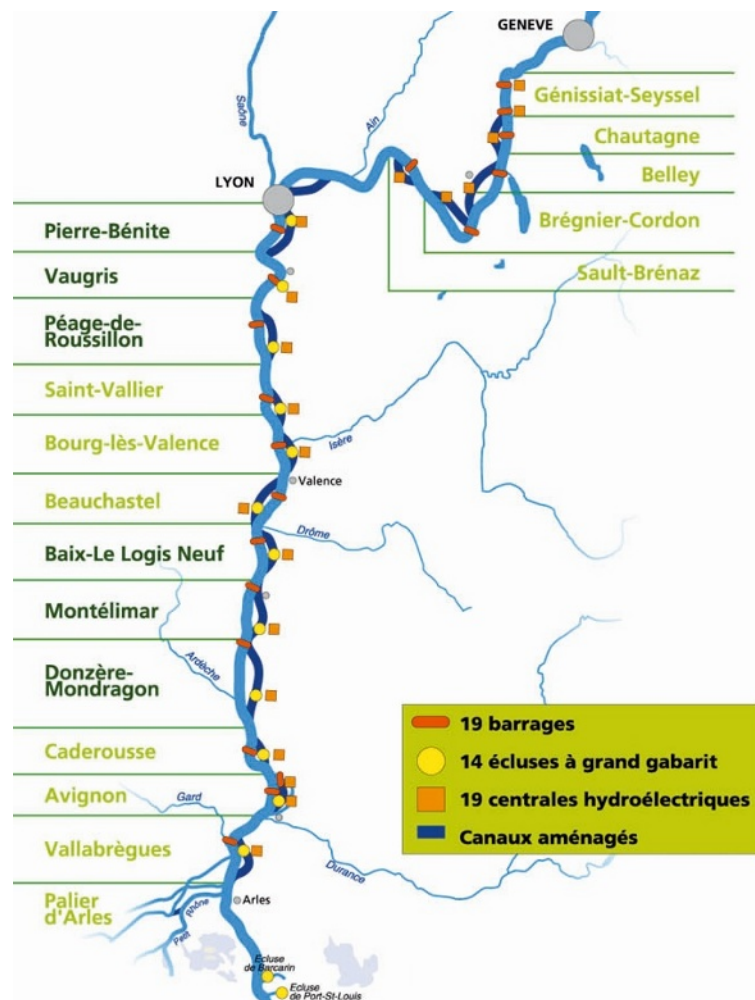 GENEVE
Génissiat-Seyssel
Chautagne
Belley
Brégnier-Cordon
Sault-Brénaz
Saône
Ain
LYON
Pierre-Bénite
Vaugris
Péage-de-
Roussillon
Saint-Vallier
Bourg-lès-Valence
Isère
Valence
Beauchastel
Drôme
Baix-Le Logis Neuf
Montélimar
Ardèche
Donzère-
Mondragon
Caderousse
Avignon
Gard
Vallabrègues
Durance
Palier
d'Arles
Petit Rhône
Arles
Ecluse
de Barcarin
Ecluse
de Port-St-Louis
19 barrages
14 écluses à grand gabarit
19 centrales hydroélectriques
Canaux aménagés